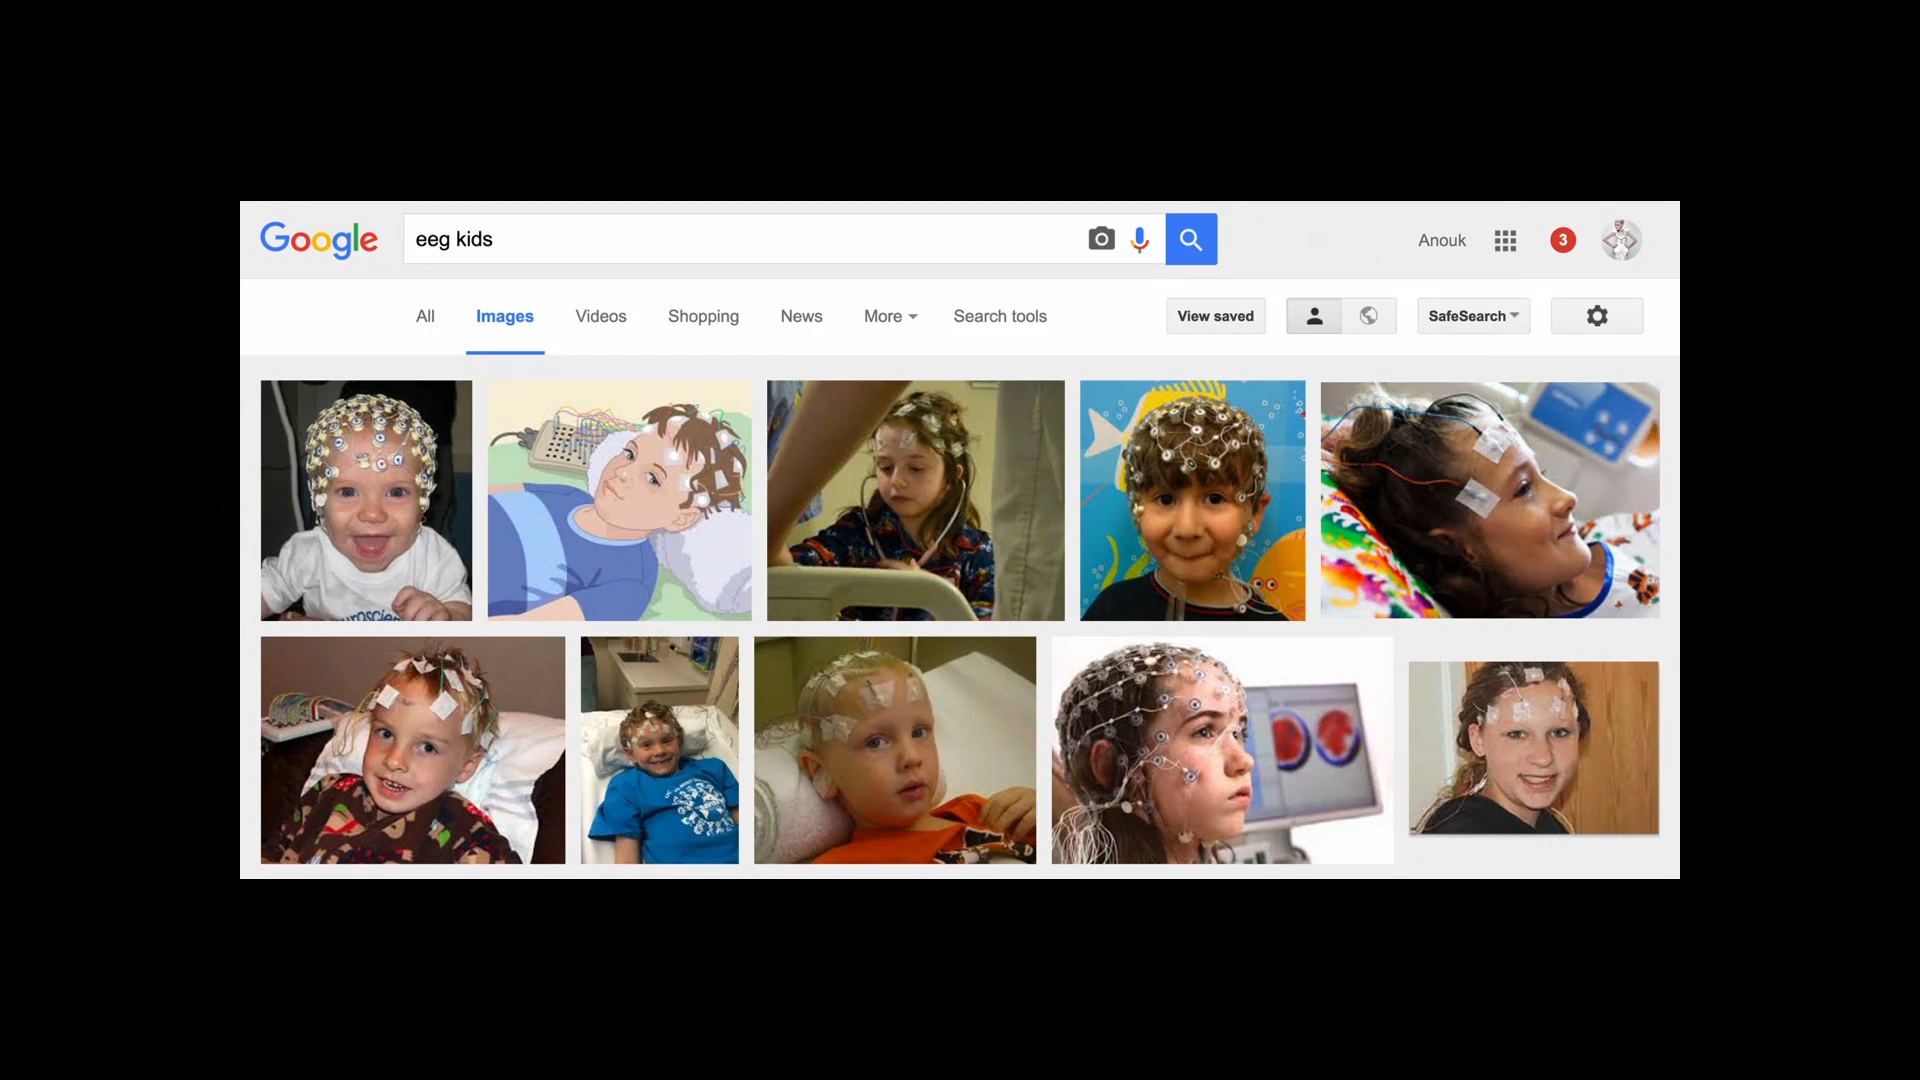 Google
eeg kids
Anouk
3
All
Images
Videos
Shopping
News
More
Search tools
View saved
SafeSearch